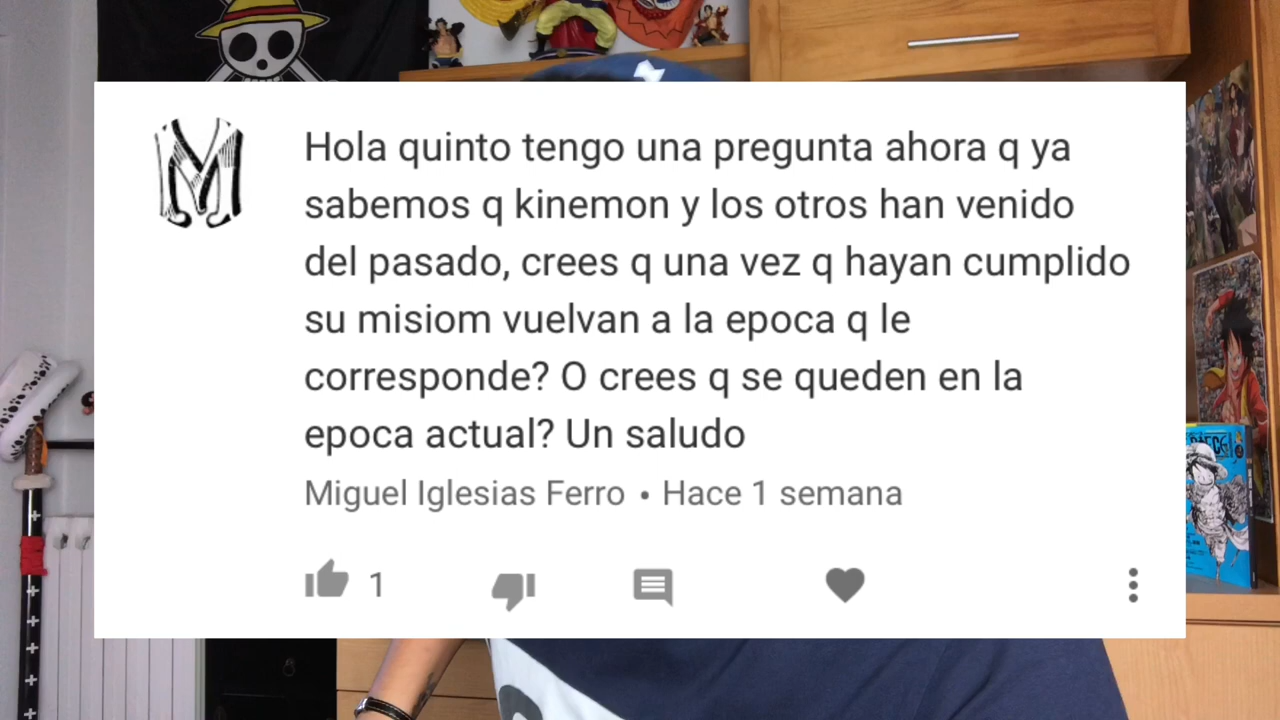 Hola quinto tengo una pregunta ahora q ya
sabemos q kinemon y los otros han venido
del pasado, crees q una vez q hayan cumplido
su misiom vuelvan a la epoca q le
corresponde? O crees q se queden en la
epoca actual? Un saludo
Miguel Iglesias Ferro • Hace 1 semana
1